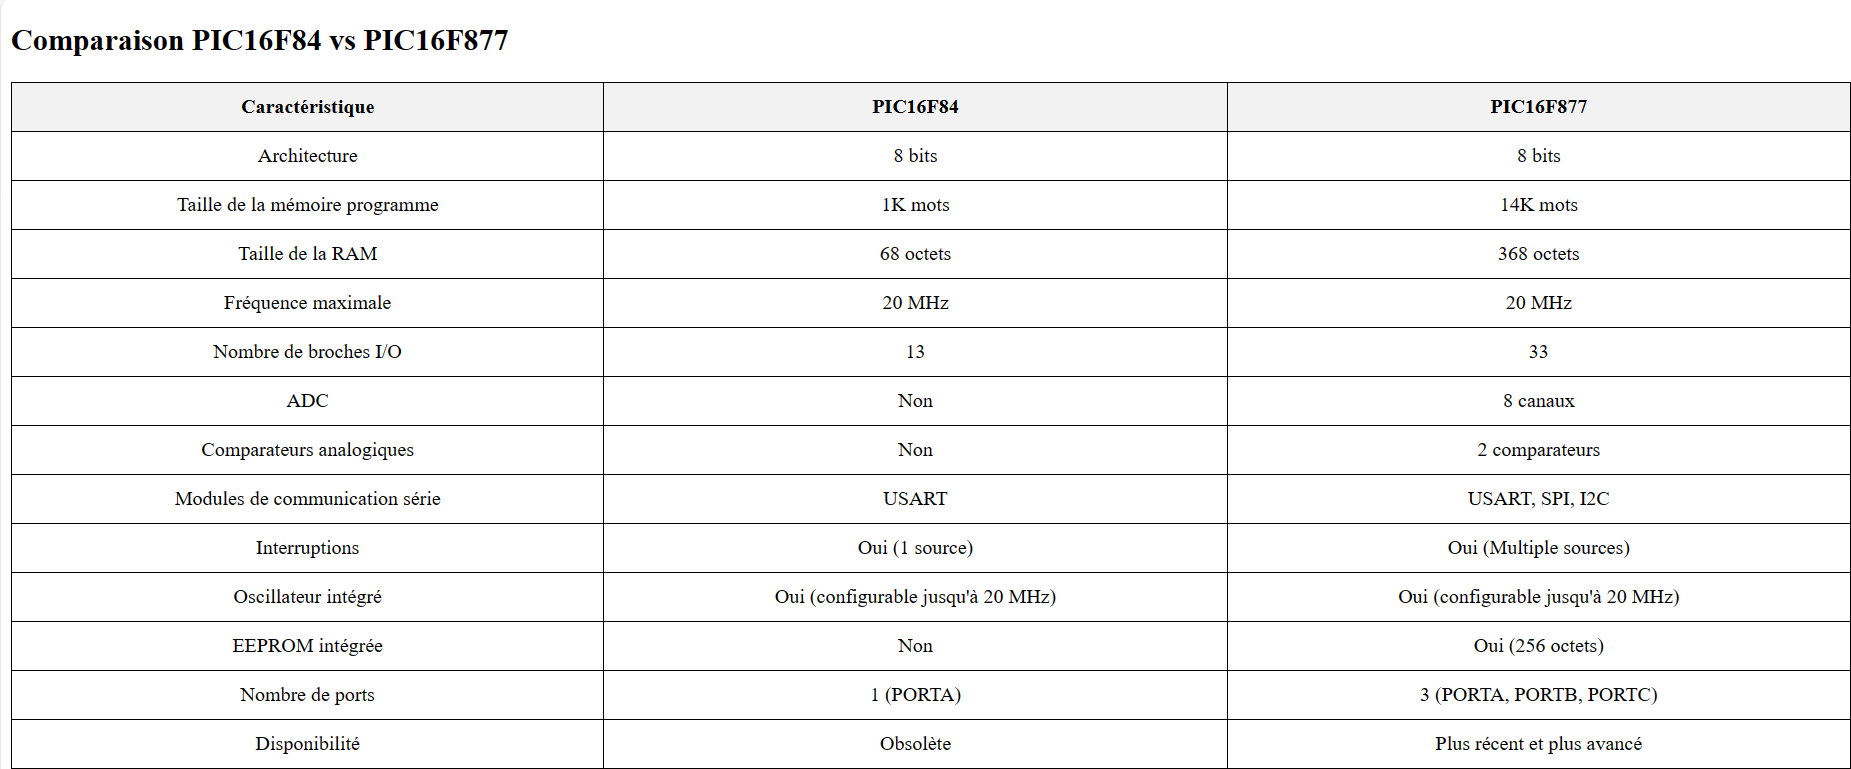 Comparaison PIC16F84 vs PIC16F877
Caractéristique PIC16F84 PIC16F877
Architecture 8 bits 8 bits
Taille de la mémoire programme 1K mots 14K mots
Taille de la RAM 68 octets 368 octets
Fréquence maximale 20 MHz 20 MHz
Nombre de broches I/O 13 33
ADC Non 8 canaux
Comparateurs analogiques Non 2 comparateurs
Modules de communication série USART USART, SPI, I2C
Interruptions Oui (1 source) Oui (Multiple sources)
Oscillateur intégré Oui (configurable jusqu'à 20 MHz) Oui (configurable jusqu'à 20 MHz)
EEPROM intégrée Non Oui (256 octets)
Nombre de ports 1 (PORTA) 3 (PORTA, PORTB, PORTC)
Disponibilité Obsolète Plus récent et plus avancé